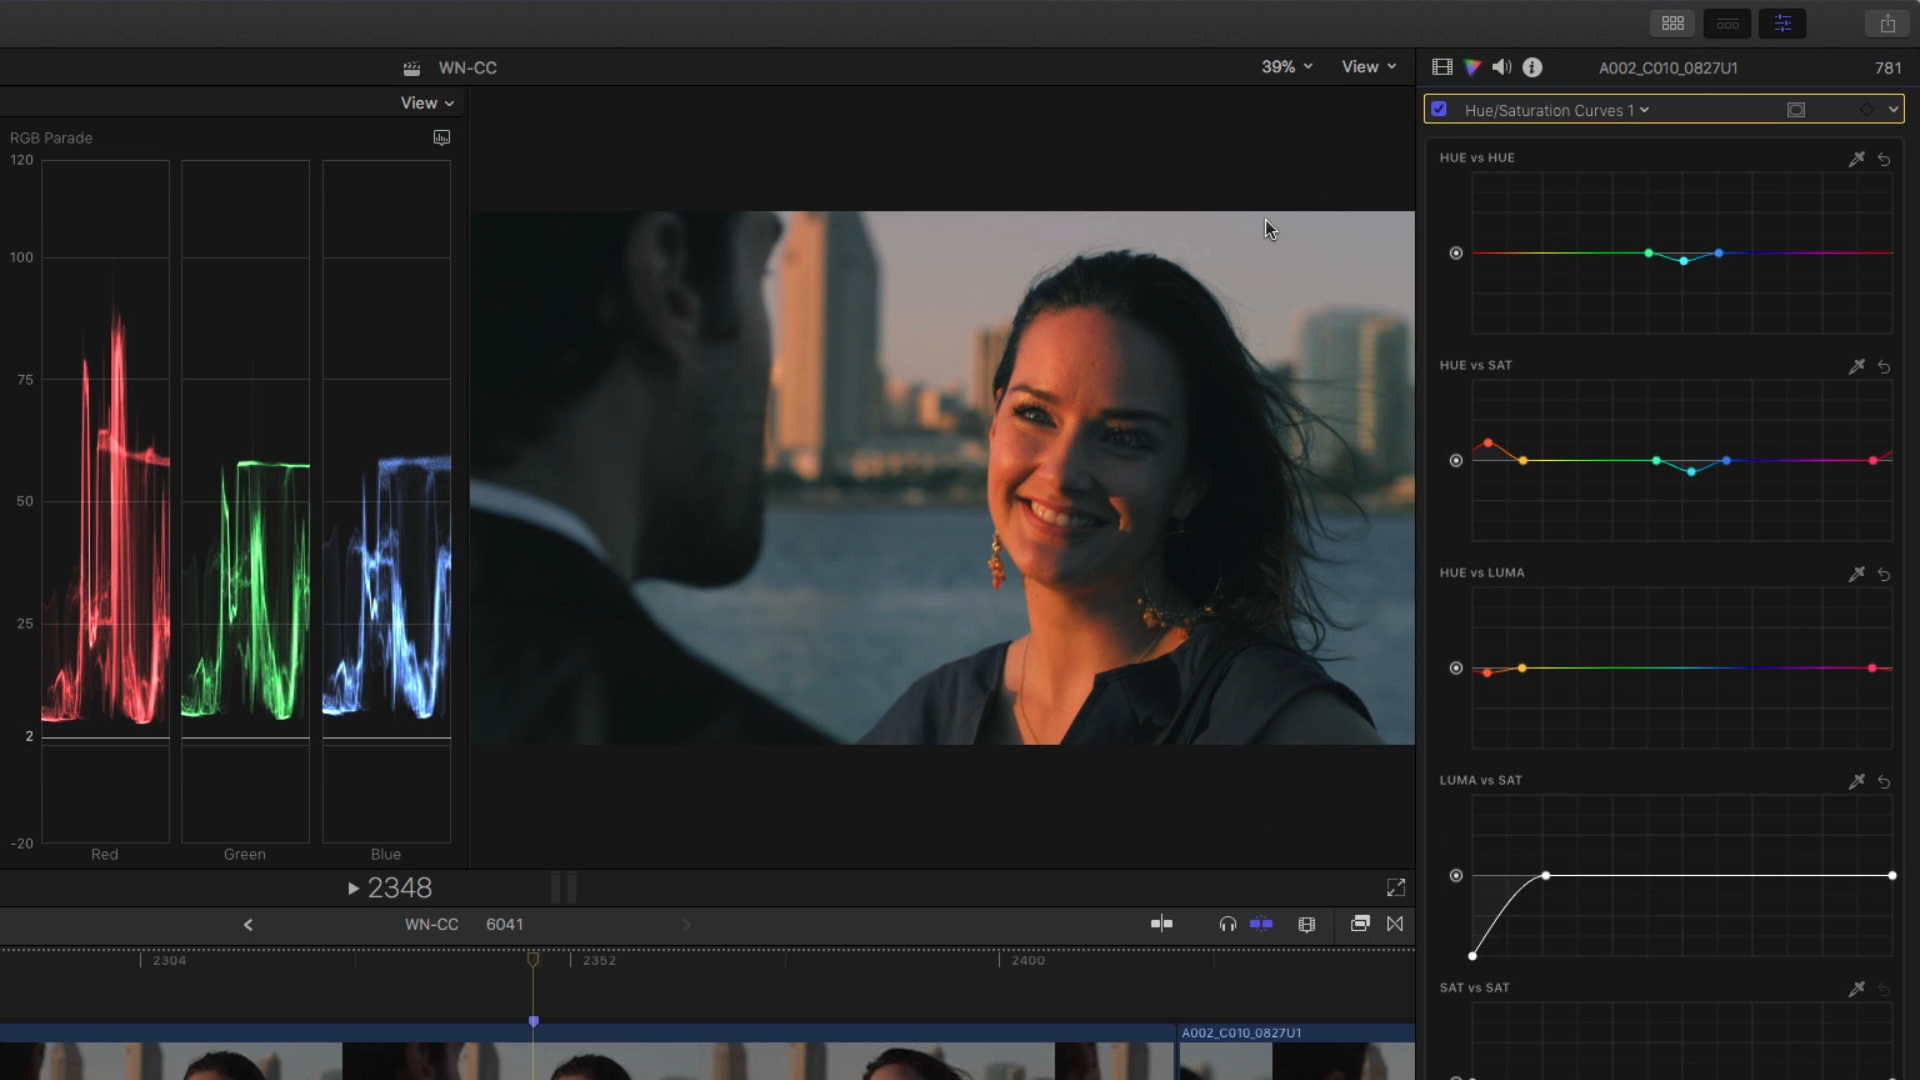 WN-CC
39%
View
A002_C010_0827U1
781
View
Hue/Saturation Curves 1
RGB Parade
120
100
75
50
25
2
-20
Red
Green
Blue
HUE vs HUE
HUE vs SAT
HUE vs LUMA
LUMA vs SAT
SAT vs SAT
2348
WN-CC
6041
2304
2352
2400
A002_C010_0827U1